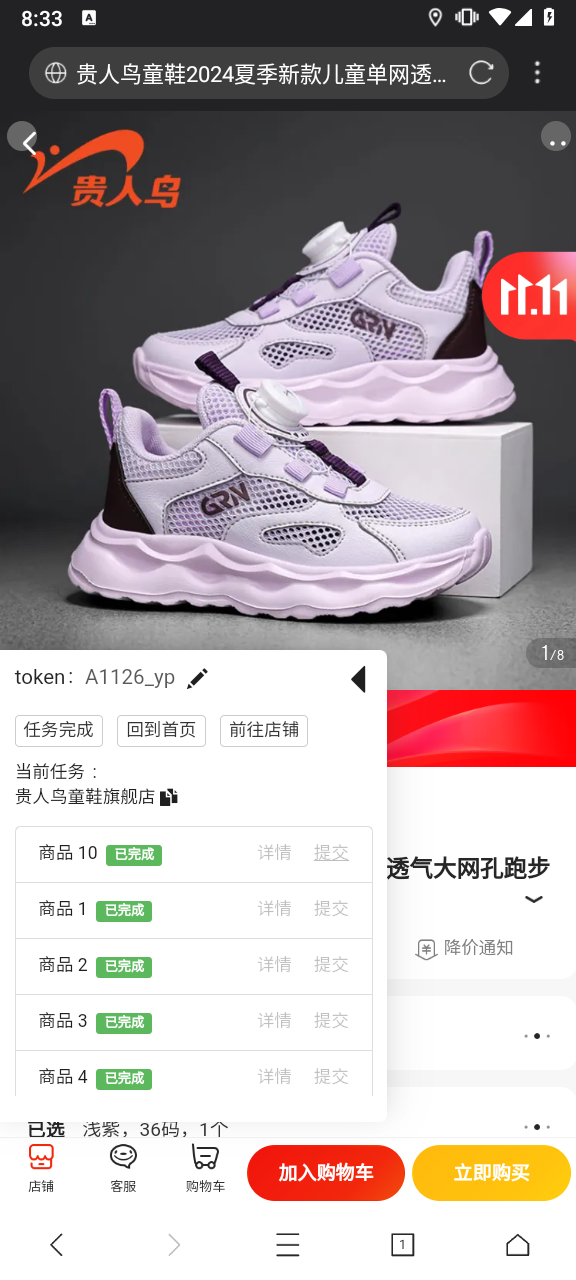 8:33
A
贵人鸟童鞋2024夏季新款儿童单网透...
贵人鸟
11.11
GRN
GRN
1/8
token: A1126_yp
任务完成 回到首页 前往店铺
当前任务：
贵人鸟童鞋旗舰店
商品 10 已完成 详情 提交
透气大网孔跑步
商品 1 已完成 详情 提交
降价通知
商品 2 已完成 详情 提交
商品 3 已完成 详情 提交
商品 4 已完成 详情 提交
已选 浅紫，36码，1个
店铺 客服 购物车 加入购物车 立即购买
1